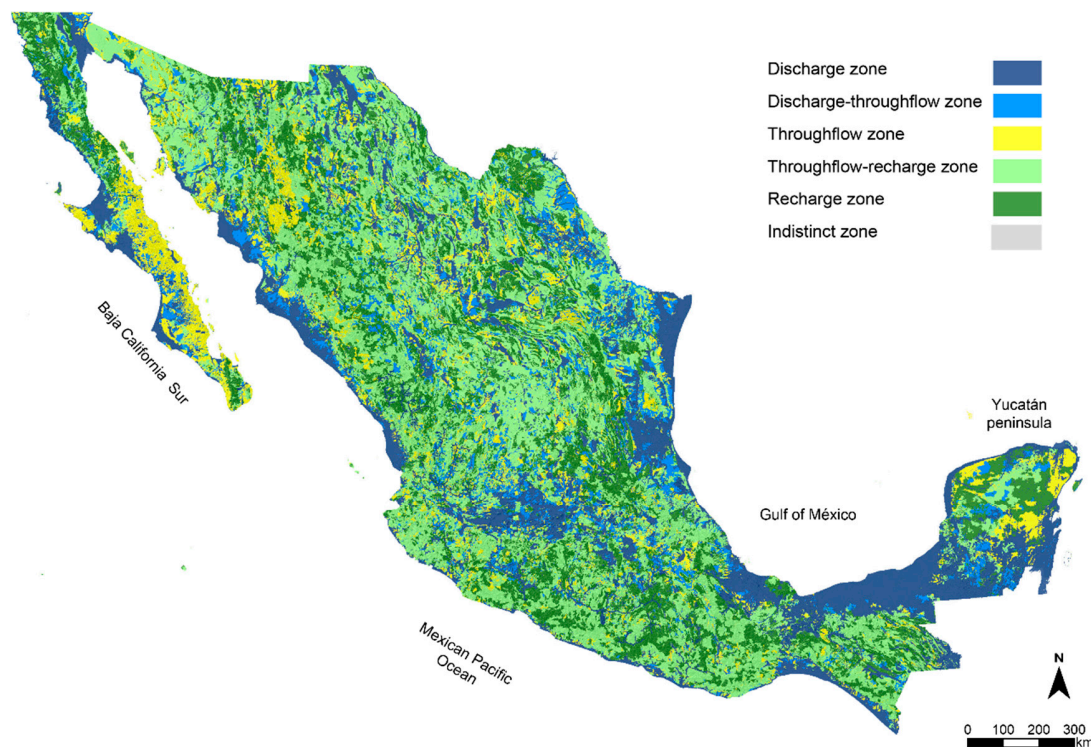 Discharge zone
Discharge-throughflow zone
Throughflow zone
Throughflow-recharge zone
Recharge zone
Indistinct zone
Baja California Sur
Yucatán
peninsula
Gulf of México
Mexican Pacific
Ocean
N
0 100 200 300
km